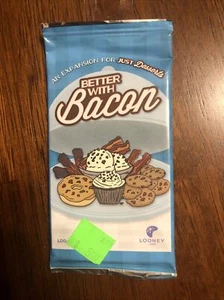 AN EXPANSION FOR JUST Desserts
BETTER
WITH
Bacon
LOONEY